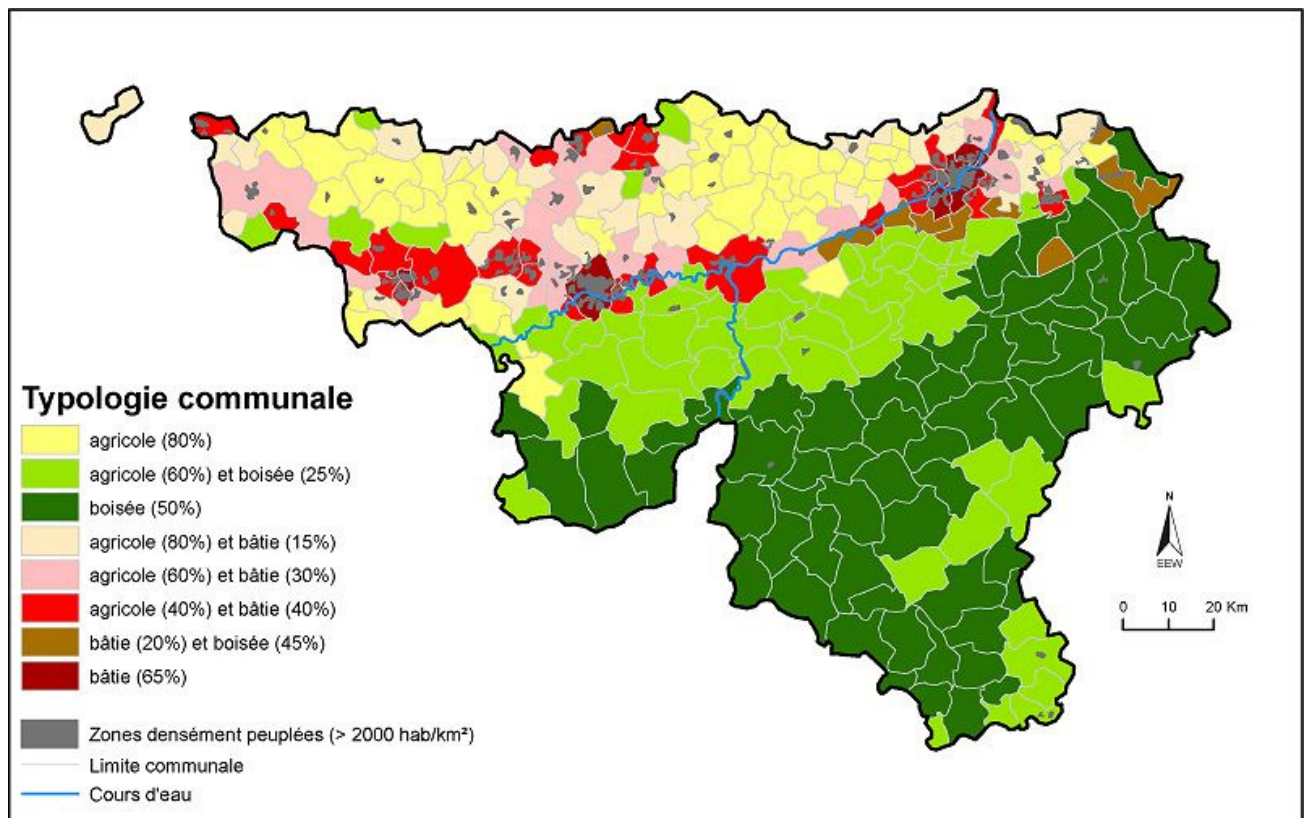 Typologie communale
agricole (80%)
agricole (60%) et boisée (25%)
boisée (50%)
agricole (80%) et bâtie (15%)
agricole (60%) et bâtie (30%)
agricole (40%) et bâtie (40%)
bâtie (20%) et boisée (45%)
bâtie (65%)
Zones densément peuplées (> 2000 hab/km²)
Limite communale
Cours d'eau
N
EEW
0 10 20 Km